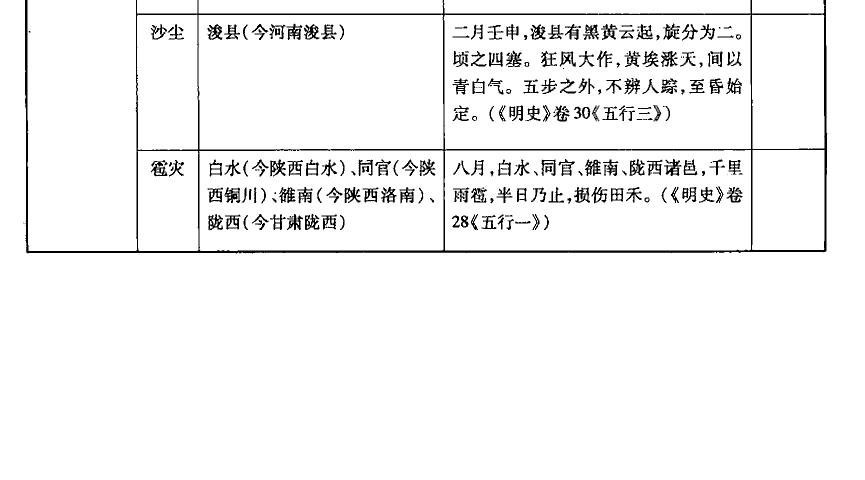 沙尘
浚县(今河南浚县)
二月壬申,浚县有黑黄云起,旋分为二。
顷之四塞。狂风大作,黄埃涨天,间以
青白气。五步之外,不辨人踪,至昏始
定。(《明史》卷30《五行三》)
雹灾
白水(今陕西白水)、同官(今陕
西铜川)、雒南(今陕西洛南)、
陇西(今甘肃陇西)
八月,白水、同官、雒南、陇西诸邑,千里
雨雹,半日乃止,损伤田禾。(《明史》卷
28《五行一》)